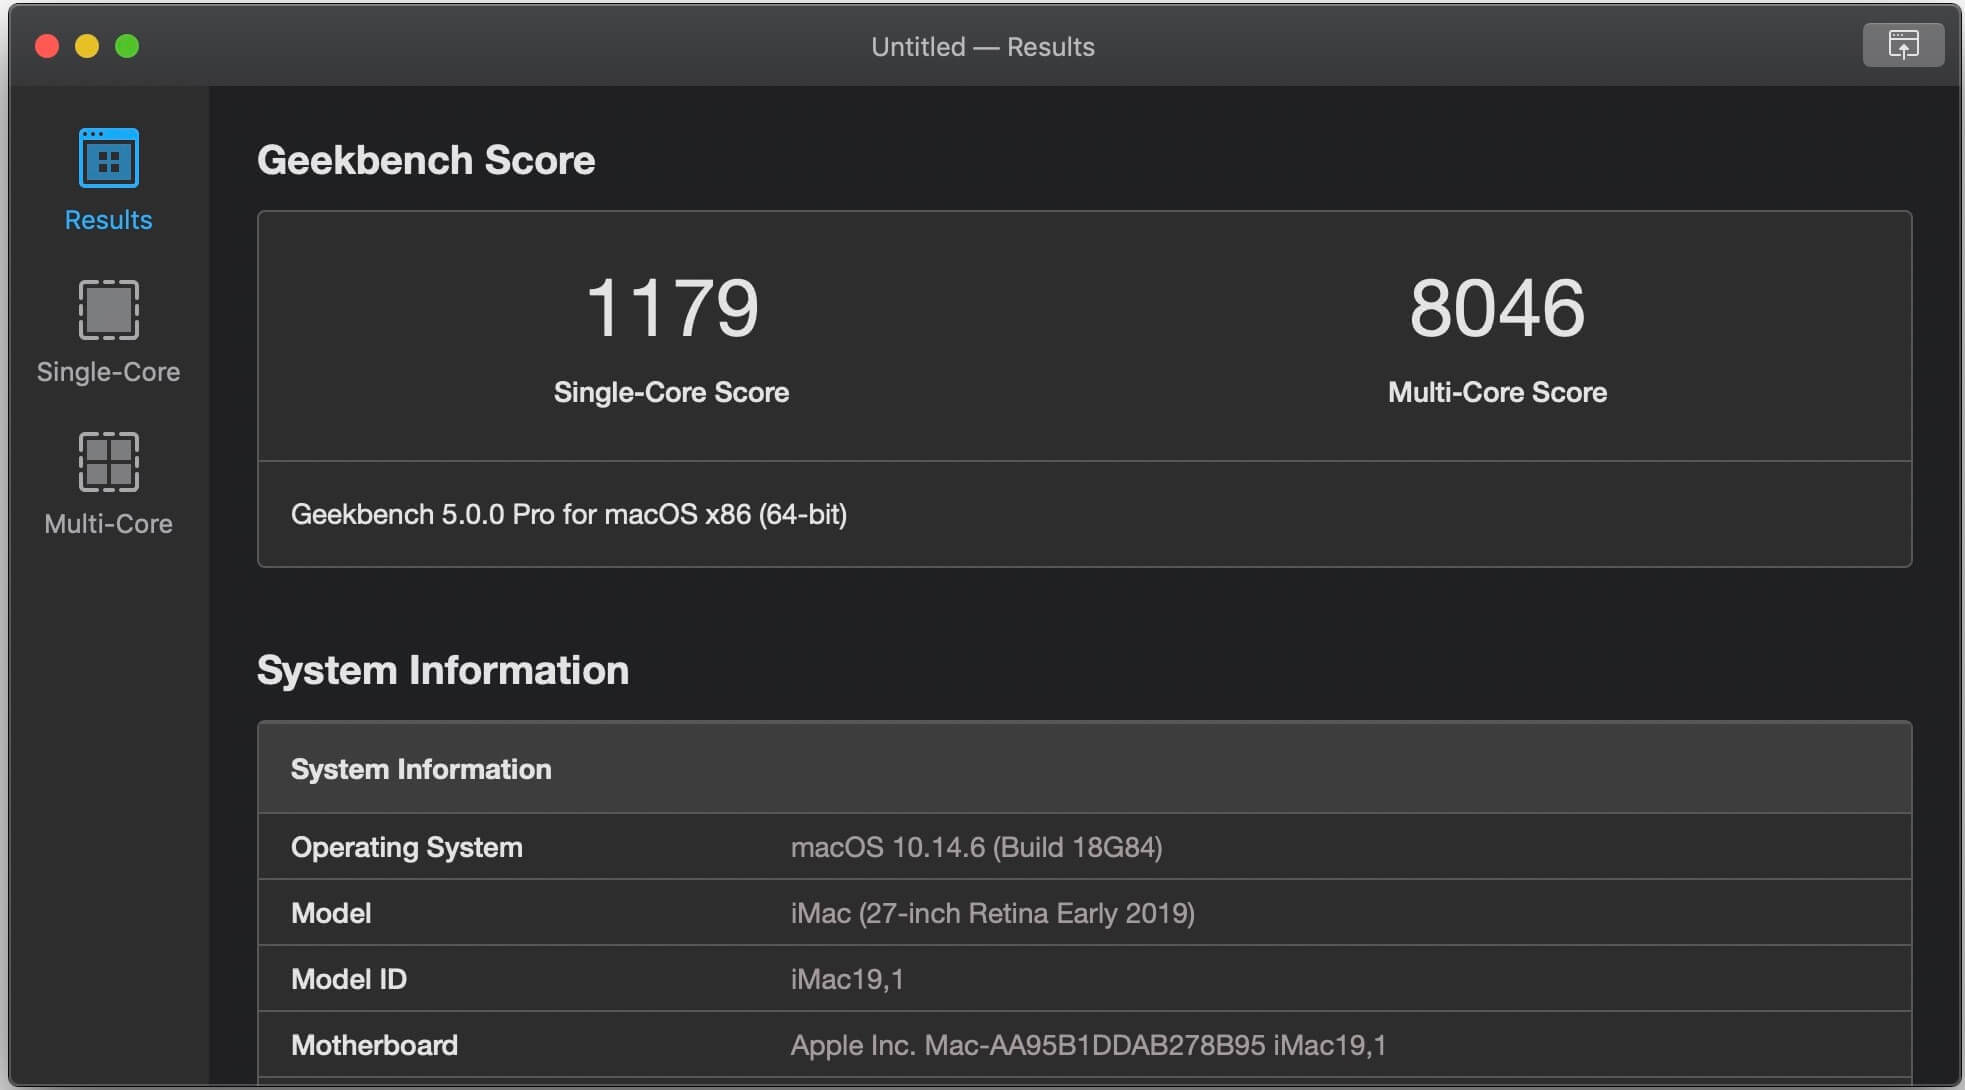 Untitled — Results
Results
Single-Core
Multi-Core
Geekbench Score
1179 8046
Single-Core Score Multi-Core Score
Geekbench 5.0.0 Pro for macOS x86 (64-bit)
System Information
System Information
Operating System macOS 10.14.6 (Build 18G84)
Model iMac (27-inch Retina Early 2019)
Model ID iMac19,1
Motherboard Apple Inc. Mac-AA95B1DDAB278B95 iMac19,1